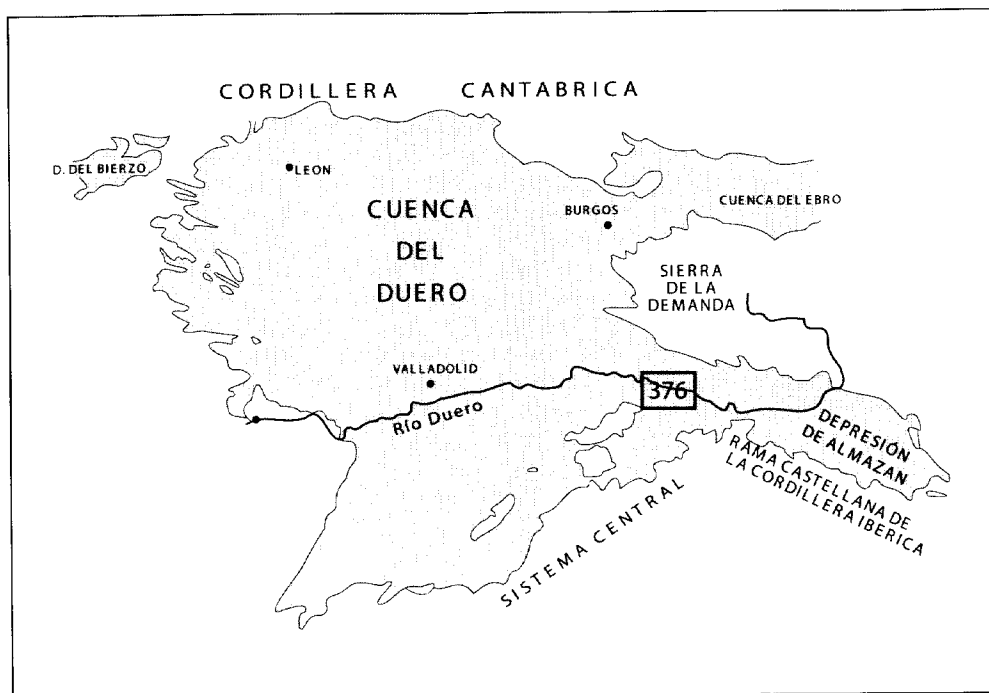 CORDILLERA CANTABRICA
D. DEL BIERZO
LEON
CUENCA
DEL
DUERO
BURGOS
CUENCA DEL EBRO
SIERRA
DE LA
DEMANDA
VALLADOLID
Río Duero
376
DEPRESIÓN
DE ALMAZAN
RAMA CASTELLANA DE
LA CORDILLERA IBERICA
SISTEMA CENTRAL